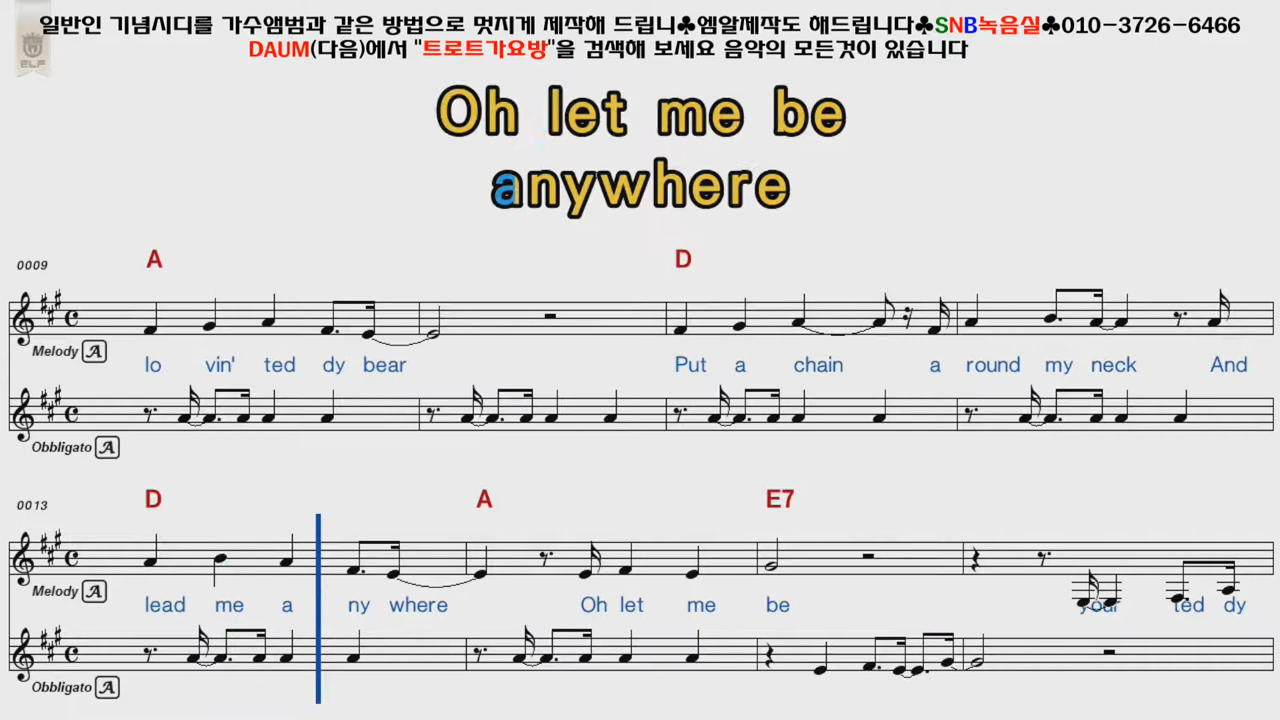 일반인 기념시디를 가수앨범과 같은 방법으로 멋지게 제작해 드립니♣엠알제작도 해드립니다♣SNB녹음실♣010-3726-6466
DAUM(다음)에서 "트로트가요방"을 검색해 보세요 음악의 모든것이 있습니다
ELF
Oh let me be
anywhere
0009
A D
Melody A
lo vin' ted dy bear Put a chain a round my neck And
Obbligato A
0013
D A E7
Melody A
lead me a ny where Oh let me be your ted dy
Obbligato A